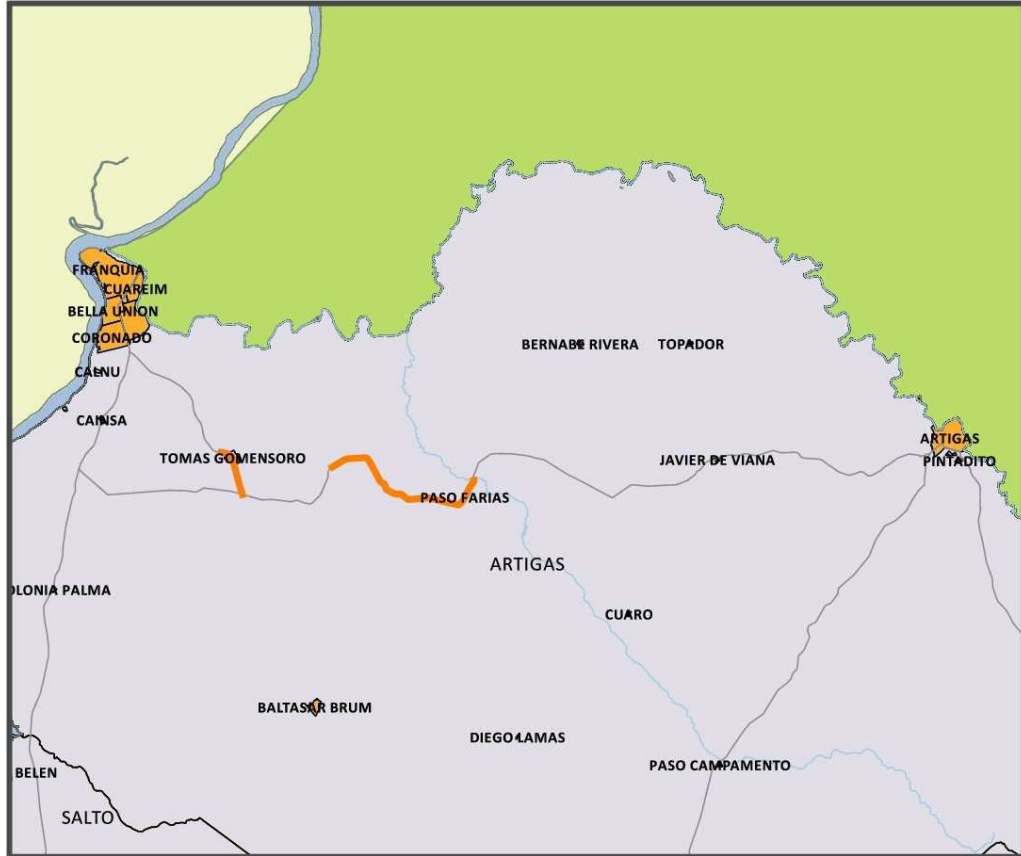 FRANQUIA
CUAREIM
BELLA UNION
CORONADO
BERNABE RIVERA
TOPADOR
CALNU
CAINSA
ARTIGAS
TOMAS GOMENSORO
JAVIER DE VIANA
PINTADITO
PASO FARIAS
ARTIGAS
OLONIA PALMA
CUARO
BALTASAR BRUM
DIEGO LAMAS
PASO CAMPAMENTO
BELEN
SALTO